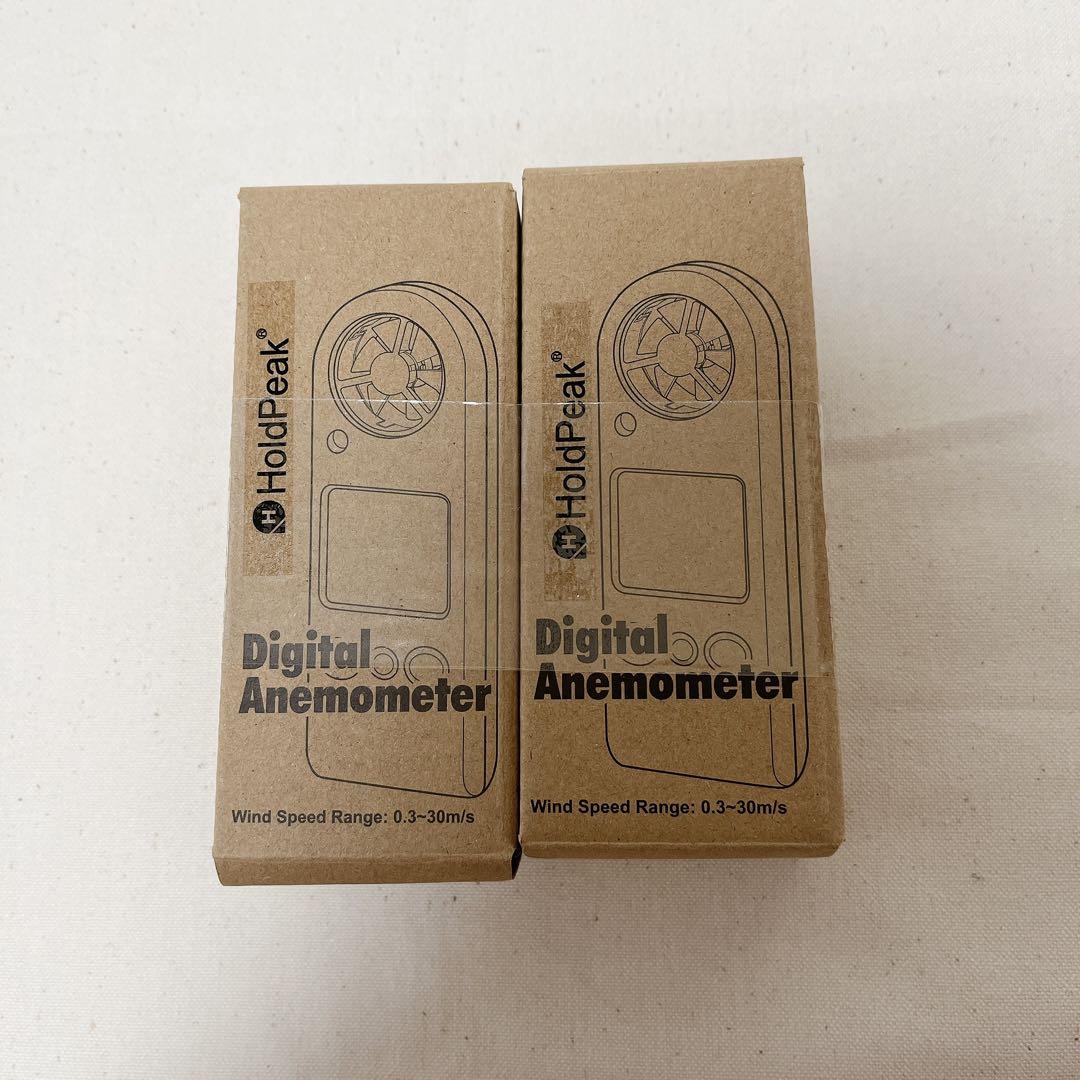 HoldPeak®
Digital
Anemometer
Wind Speed Range: 0.3~30m/s
HoldPeak®
Digital
Anemometer
Wind Speed Range: 0.3~30m/s